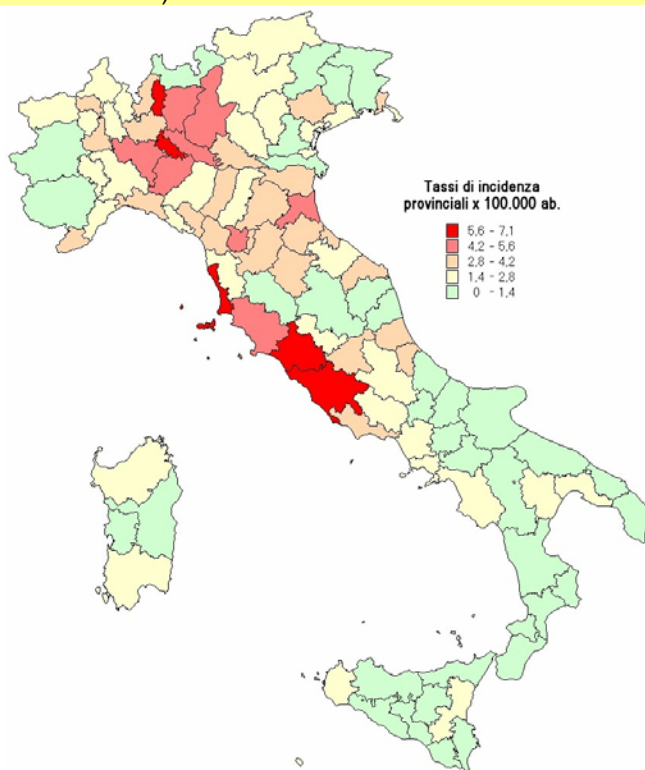 Tassi di incidenza
provinciali x 100.000 ab.
5,6 - 7,1
4,2 - 5,6
2,8 - 4,2
1,4 - 2,8
0 - 1,4